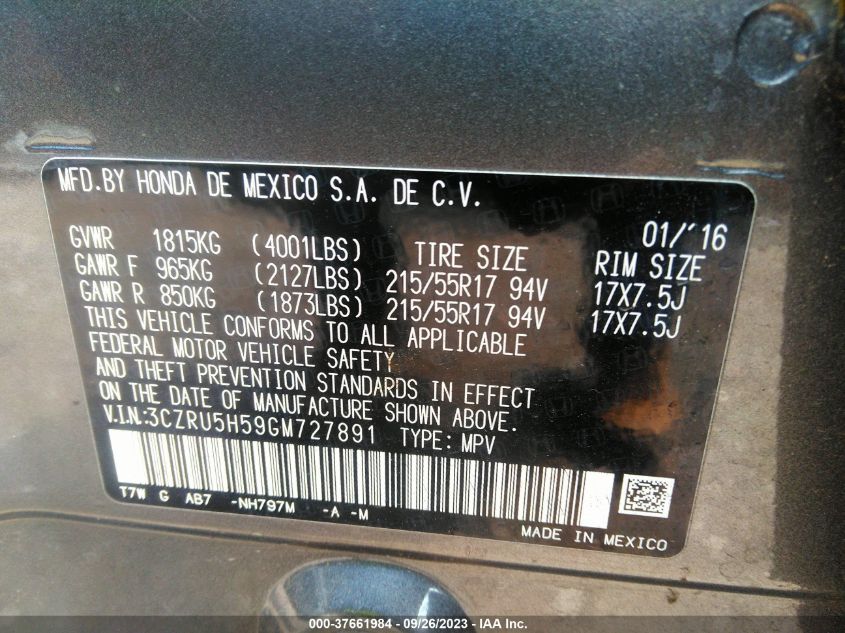 MFD.BY HONDA DE MEXICO S.A. DE C.V.
01/'16
GVWR 1815KG (4001LBS) TIRE SIZE RIM SIZE
GAWR F 965KG (2127LBS) 215/55R17 94V 17X7.5J
GAWR R 850KG (1873LBS) 215/55R17 94V 17X7.5J
THIS VEHICLE CONFORMS TO ALL APPLICABLE
FEDERAL MOTOR VEHICLE SAFETY
AND THEFT PREVENTION STANDARDS IN EFFECT
ON THE DATE OF MANUFACTURE SHOWN ABOVE.
V.I.N.:3CZRU5H59GM727891 TYPE: MPV
T7W G AB7 -NH797M -A -M
MADE IN MEXICO
000-37661984 - 09/26/2023 - IAA Inc.